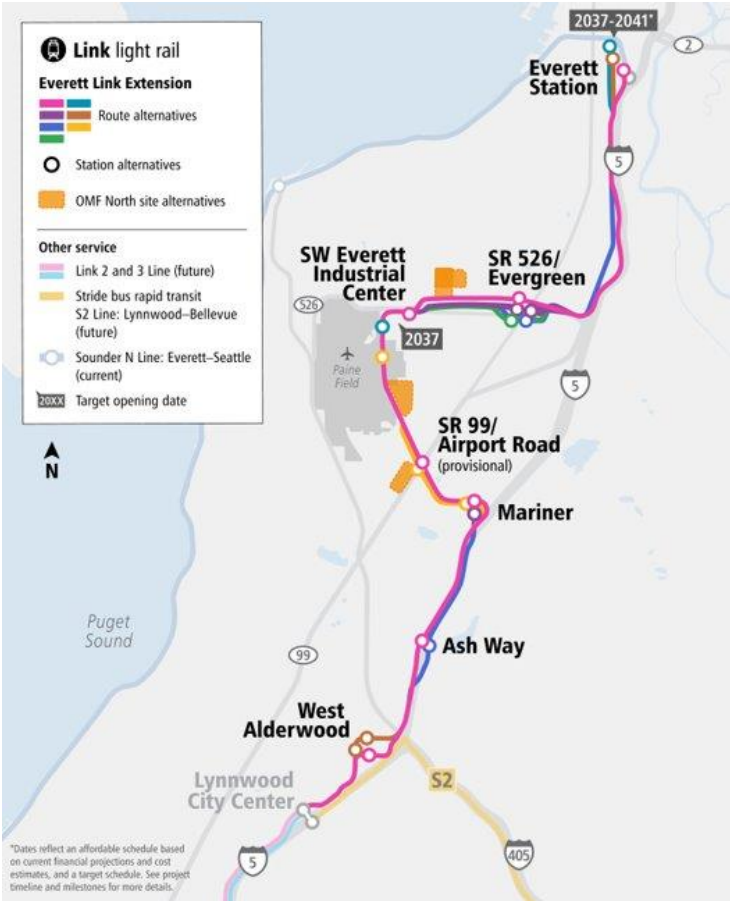 Link light rail
Everett Link Extension
Route alternatives
Station alternatives
OMF North site alternatives
Other service
Link 2 and 3 Line (future)
Stride bus rapid transit
S2 Line: Lynnwood–Bellevue
(future)
Sounder N Line: Everett–Seattle
(current)
20XX
Target opening date
N
2037-2041*
2
Everett
Station
5
SW Everett
Industrial
Center
SR 526/
Evergreen
526
2037
Paine
Field
5
SR 99/
Airport Road
(provisional)
Mariner
Puget
Sound
99
Ash Way
West
Alderwood
Lynnwood
City Center
S2
5
405
*Dates reflect an affordable schedule based
on current financial projections and cost
estimates, and a target schedule. See project
timeline and milestones for more details.